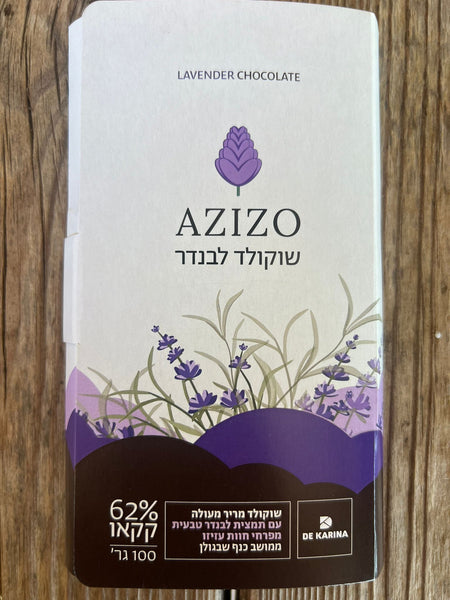 LAVENDER CHOCOLATE
AZIZO
שוקולד לבנדר
62%
קקאו
100 גר'
שוקולד מריר מעולה
עם תמצית לבנדר טבעית
מפרחי חוות עזיזו
ממושב כנף שבגולן
DE KARINA